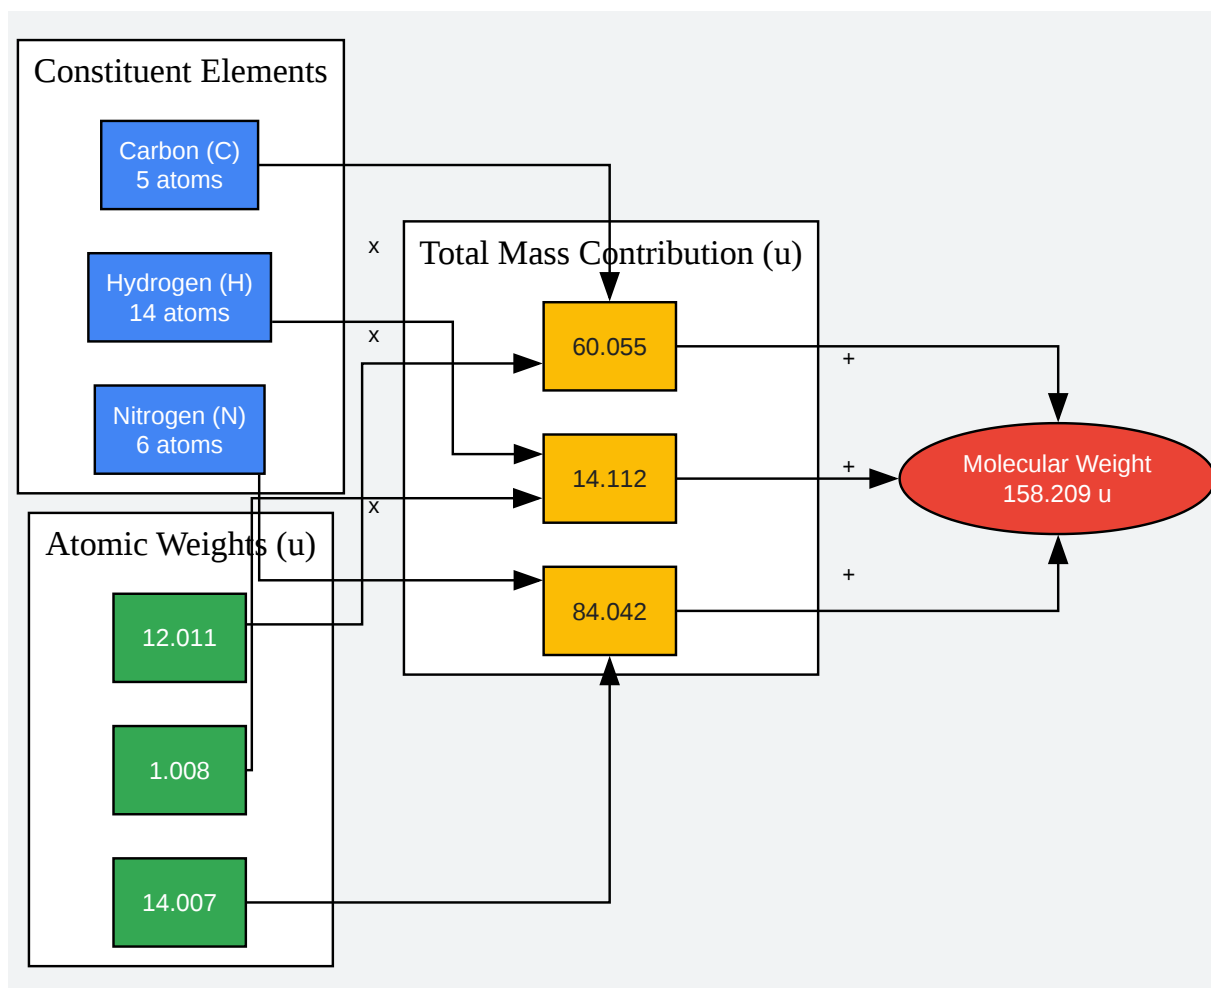 Constituent Elements
Carbon (C)
5 atoms
Hydrogen (H)
14 atoms
Nitrogen (N)
6 atoms
Atomic Weights (u)
12.011
1.008
14.007
x
x
x
Total Mass Contribution (u)
60.055
14.112
84.042
+
+
+
Molecular Weight
158.209 u